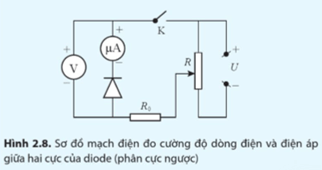 +
K
+
μA
−
V
−
R
+
U
−
R₀
Hình 2.8. Sơ đồ mạch điện đo cường độ dòng điện và điện áp
giữa hai cực của diode (phân cực ngược)